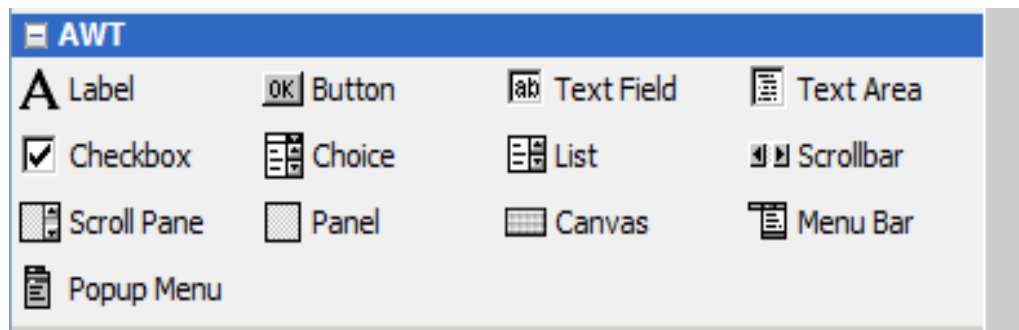 AWT
Label Button Text Field Text Area
Checkbox Choice List Scrollbar
Scroll Pane Panel Canvas Menu Bar
Popup Menu